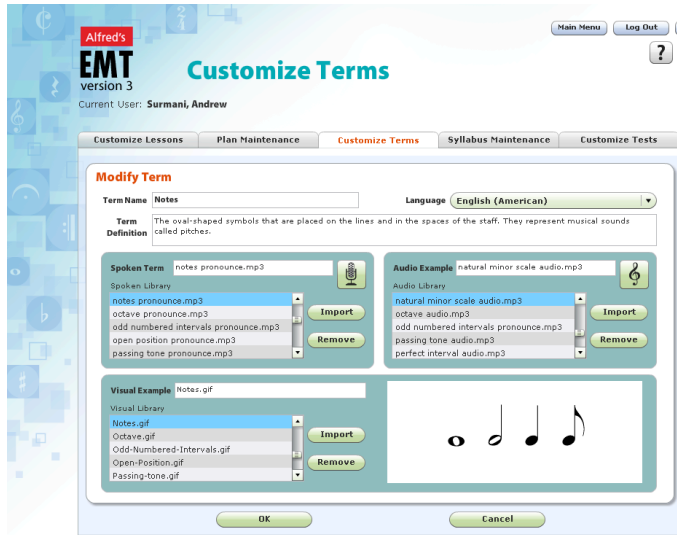 Main Menu
Log Out
?
Alfred's
EMT
version 3
Customize Terms
Current User: Surmani, Andrew
Customize Lessons
Plan Maintenance
Customize Terms
Syllabus Maintenance
Customize Tests
Modify Term
Term Name
Notes
Language
English (American)
Term
Definition
The oval-shaped symbols that are placed on the lines and in the spaces of the staff. They represent musical sounds
called pitches.
Spoken Term
notes pronounce.mp3
Spoken Library
notes pronounce.mp3
octave pronounce.mp3
odd numbered intervals pronounce.mp3
open position pronounce.mp3
passing tone pronounce.mp3
Import
Remove
Audio Example
natural minor scale audio.mp3
Audio Library
natural minor scale audio.mp3
octave audio.mp3
odd numbered intervals pronounce.mp3
passing tone audio.mp3
perfect interval audio.mp3
Import
Remove
Visual Example
Notes.gif
Visual Library
Notes.gif
Octave.gif
Odd-Numbered-Intervals.gif
Open-Position.gif
Passing-tone.gif
Import
Remove
OK
Cancel